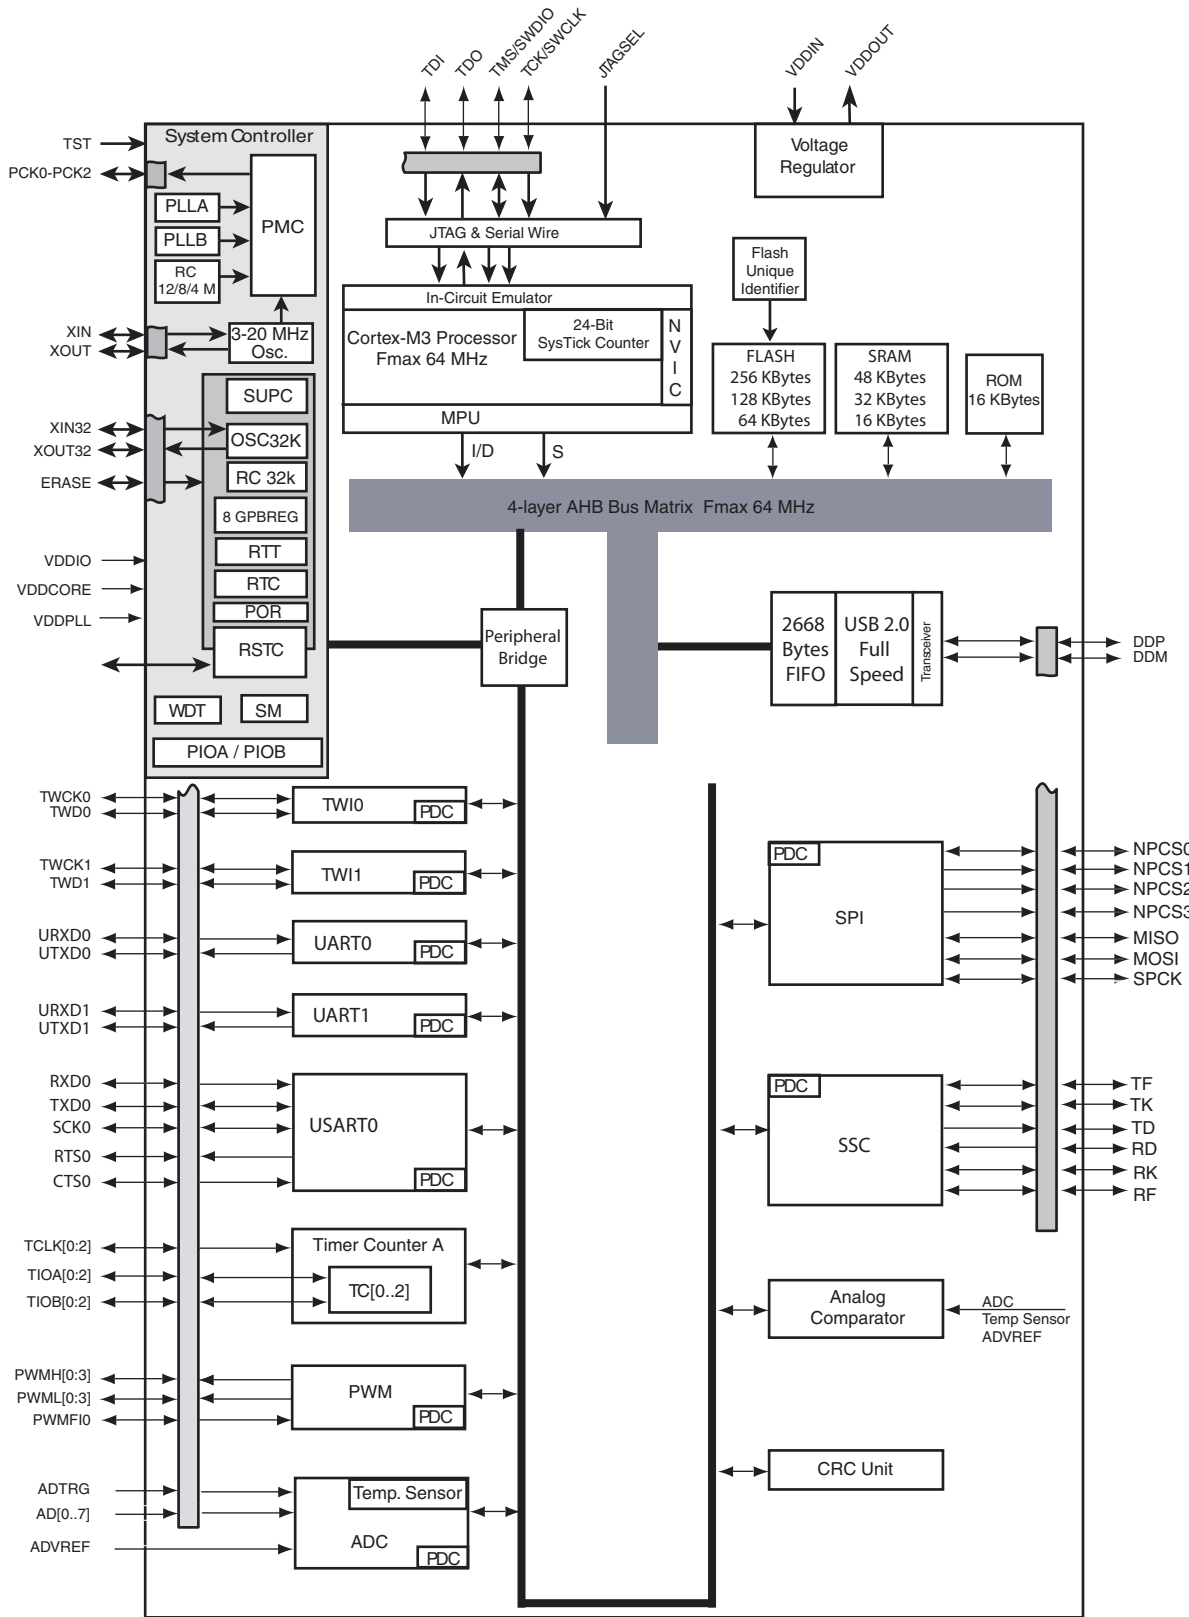 TDI
TDO
TMS/SWDIO
TCK/SWCLK
JTAGSEL
VDDIN
VDDOUT
System Controller
TST
PCK0-PCK2
PLLA
PLLB
RC
12/8/4 M
PMC
XIN
XOUT
3-20 MHz
Osc.
SUPC
XIN32
XOUT32
ERASE
OSC32K
RC 32k
8 GPBREG
RTT
RTC
POR
RSTC
VDDIO
VDDCORE
VDDPLL
WDT
SM
PIOA / PIOB
Voltage
Regulator
JTAG & Serial Wire
In-Circuit Emulator
Cortex-M3 Processor
Fmax 64 MHz
24-Bit
SysTick Counter
N
V
I
C
MPU
I/D
S
Flash
Unique
Identifier
FLASH
256 KBytes
128 KBytes
64 KBytes
SRAM
48 KBytes
32 KBytes
16 KBytes
ROM
16 KBytes
4-layer AHB Bus Matrix Fmax 64 MHz
Peripheral
Bridge
2668
Bytes
FIFO
USB 2.0
Full
Speed
Transceiver
DDP
DDM
TWCK0
TWD0
TWI0
PDC
TWCK1
TWD1
TWI1
PDC
URXD0
UTXD0
UART0
PDC
URXD1
UTXD1
UART1
PDC
RXD0
TXD0
SCK0
RTS0
CTS0
USART0
PDC
TCLK[0:2]
TIOA[0:2]
TIOB[0:2]
Timer Counter A
TC[0..2]
PWMH[0:3]
PWML[0:3]
PWMFI0
PWM
PDC
ADTRG
AD[0..7]
ADVREF
Temp. Sensor
ADC
PDC
PDC
SPI
NPCS0
NPCS1
NPCS2
NPCS3
MISO
MOSI
SPCK
PDC
SSC
TF
TK
TD
RD
RK
RF
Analog
Comparator
ADC
Temp Sensor
ADVREF
CRC Unit